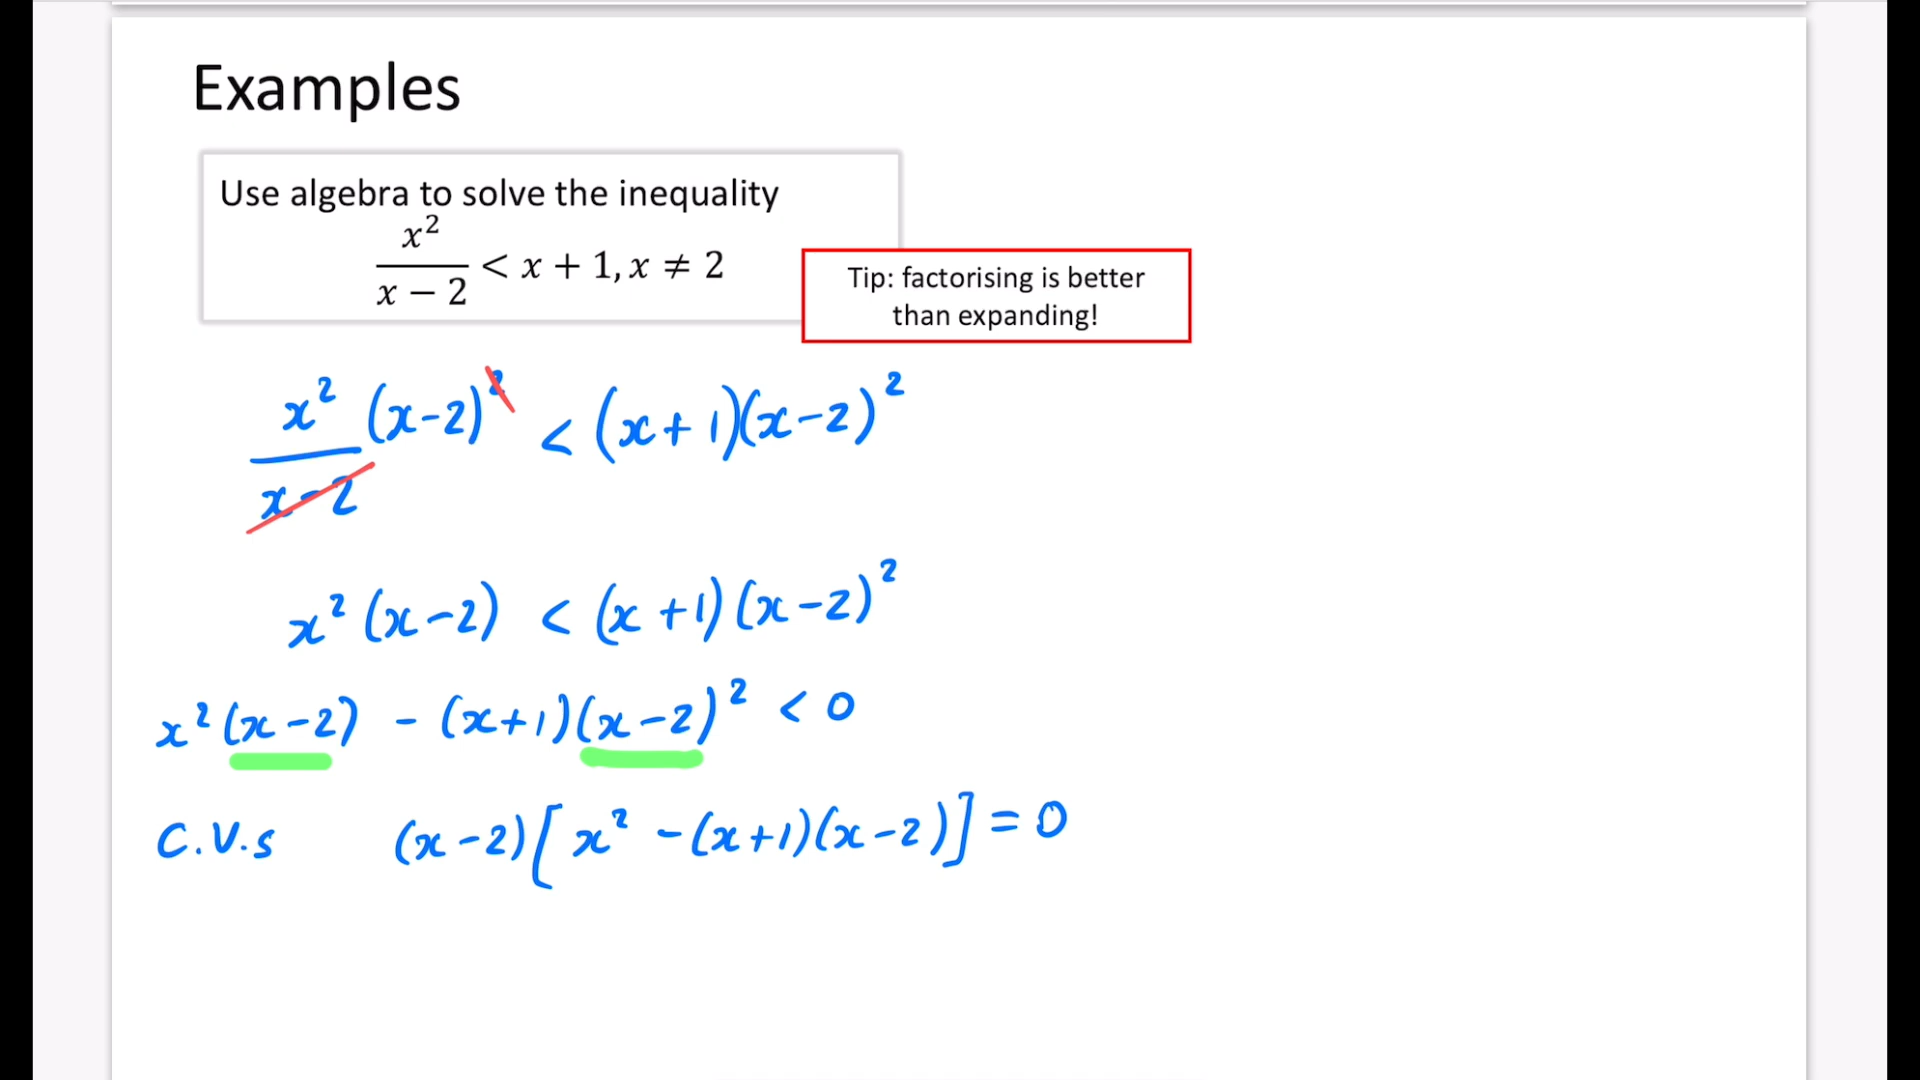 Examples
Use algebra to solve the inequality
x²/(x − 2) < x + 1, x ≠ 2
Tip: factorising is better
than expanding!
x²/(x-2) (x-2)² < (x+1)(x-2)²
x²(x-2) < (x+1)(x-2)²
x²(x-2) - (x+1)(x-2)² < 0
C.V.s (x-2)[x² -(x+1)(x-2)] = 0